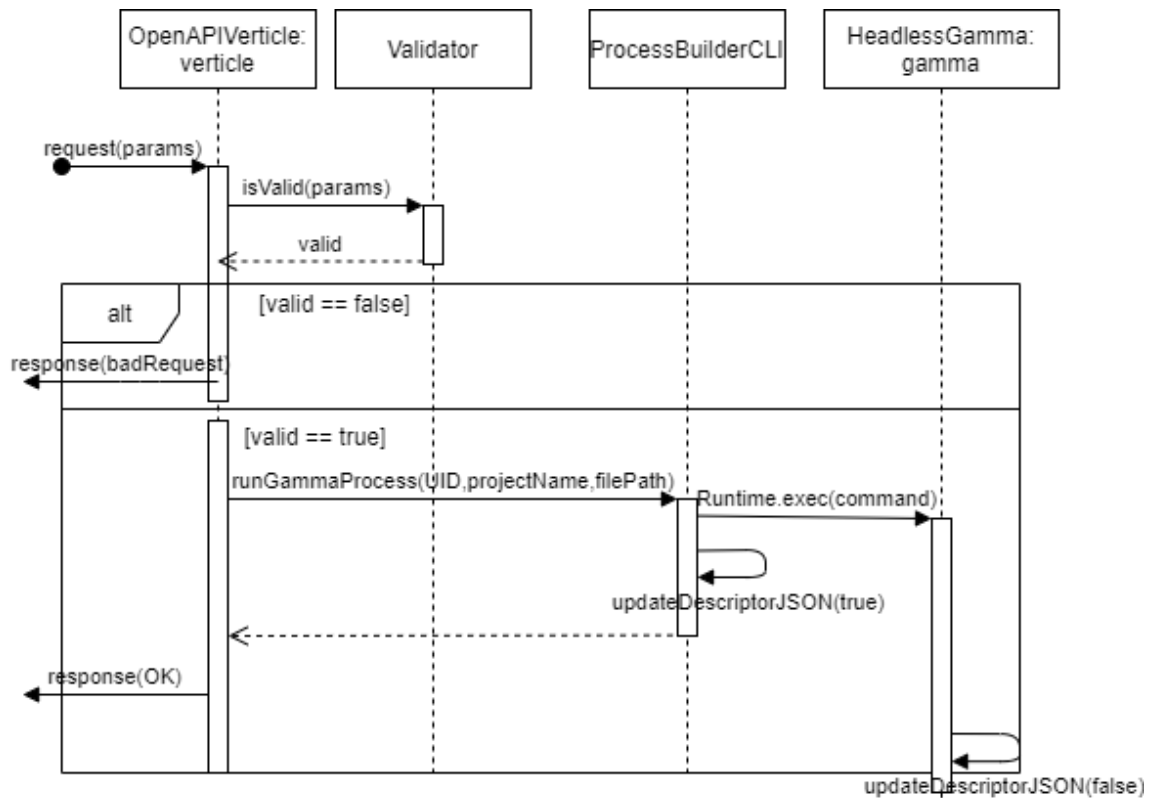 OpenAPIVerticle:
verticle
Validator
ProcessBuilderCLI
HeadlessGamma:
gamma
request(params)
isValid(params)
valid
alt
[valid == false]
response(badRequest)
[valid == true]
runGammaProcess(UID,projectName,filePath)
Runtime.exec(command)
updateDescriptorJSON(true)
response(OK)
updateDescriptorJSON(false)